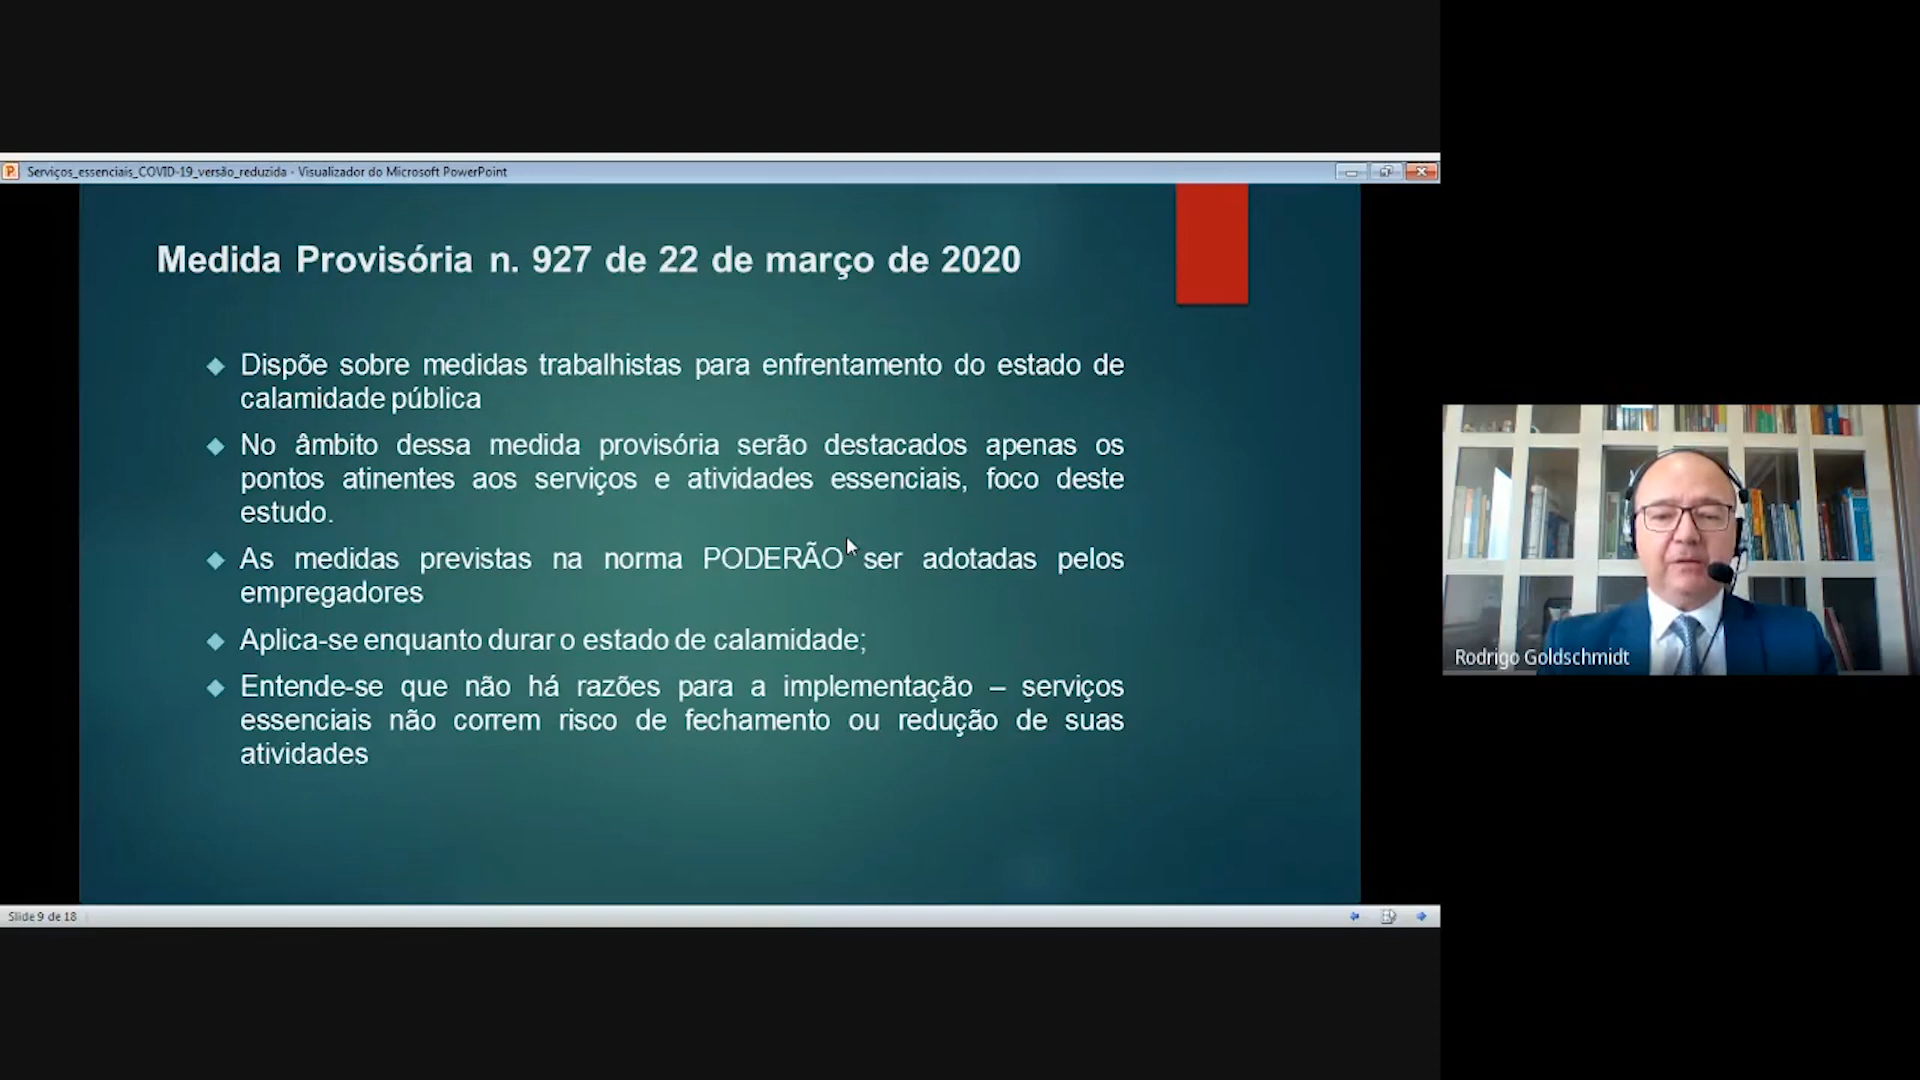 Serviços_essenciais_COVID-19_versão_reduzida - Visualizador do Microsoft PowerPoint
Medida Provisória n. 927 de 22 de março de 2020
Dispõe sobre medidas trabalhistas para enfrentamento do estado de
calamidade pública
No âmbito dessa medida provisória serão destacados apenas os
pontos atinentes aos serviços e atividades essenciais, foco deste
estudo.
As medidas previstas na norma PODERÃO ser adotadas pelos
empregadores
Aplica-se enquanto durar o estado de calamidade;
Entende-se que não há razões para a implementação – serviços
essenciais não correm risco de fechamento ou redução de suas
atividades
Slide 9 de 18
Rodrigo Goldschmidt